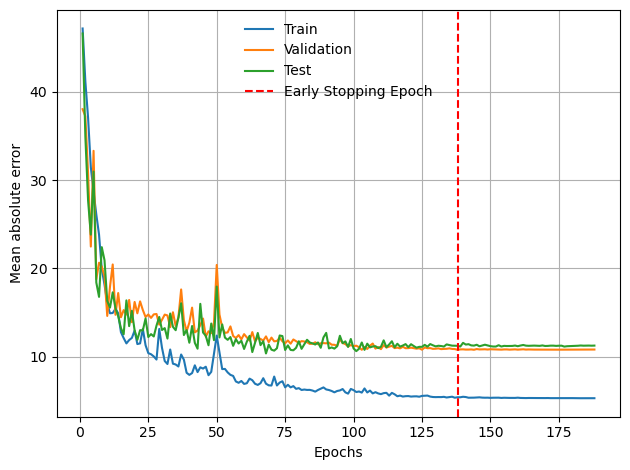 Train
Validation
Test
Early Stopping Epoch
Mean absolute error
40
30
20
10
0 25 50 75 100 125 150 175
Epochs